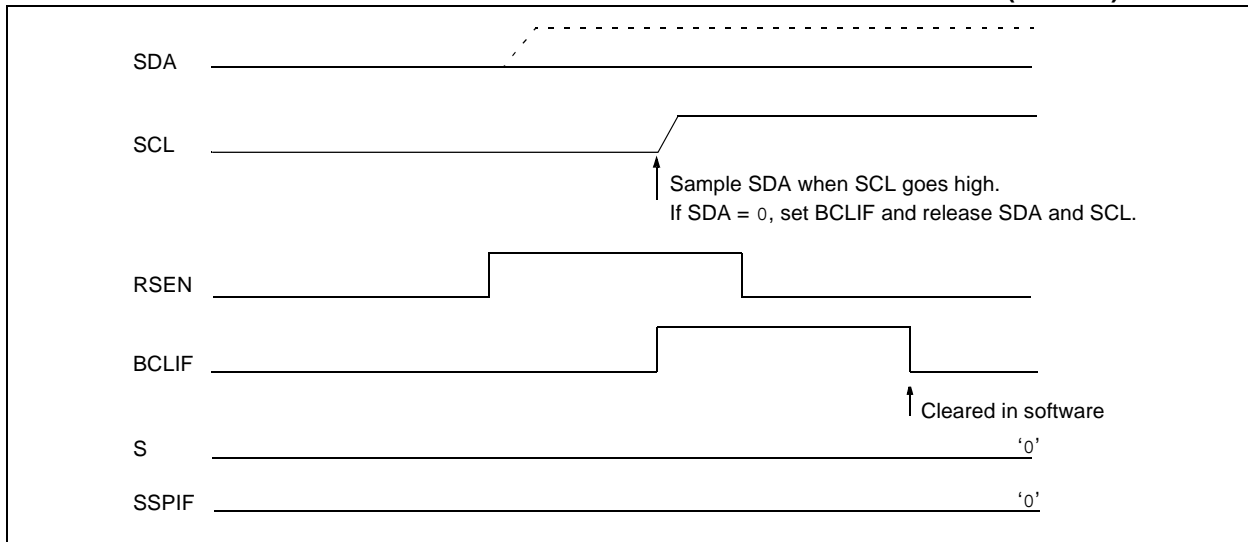 SDA
SCL
Sample SDA when SCL goes high.
If SDA = 0, set BCLIF and release SDA and SCL.
RSEN
BCLIF
Cleared in software
S
‘0’
SSPIF
‘0’